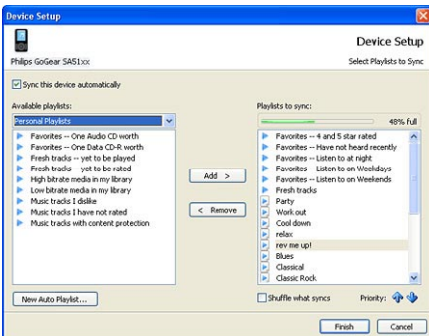 Device Setup
Device Setup
Philips GoGear SA51xx
Select Playlists to Sync
Sync this device automatically
Available playlists:
Personal Playlists
Favorites -- One Audio CD worth
Favorites -- One Data CD-R worth
Fresh tracks -- yet to be played
Fresh tracks yet to be rated
High bitrate media in my library
Low bitrate media in my library
Music tracks I dislike
Music tracks I have not rated
Music tracks with content protection
New Auto Playlist...
Add >
< Remove
Playlists to sync:
48% full
Favorites -- 4 and 5 star rated
Favorites -- Have not heard recently
Favorites -- Listen to at night
Favorites -- Listen to on Weekdays
Favorites -- Listen to on Weekends
Fresh tracks
Party
Work out
Cool down
relax
rev me up!
Blues
Classical
Classic Rock
Shuffle what syncs
Priority:
Finish
Cancel